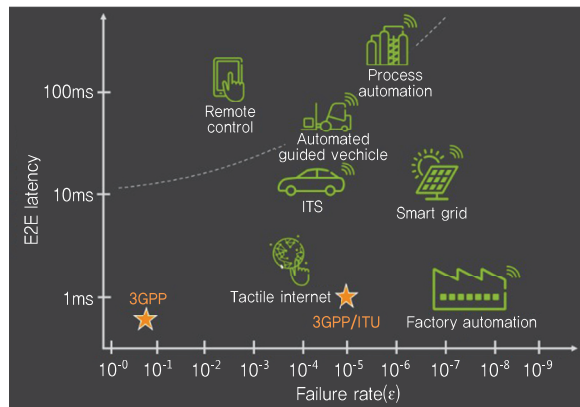 E2E latency
100ms
10ms
1ms
Process
automation
Remote
control
Automated
guided vechicle
ITS
Smart grid
Tactile internet
3GPP
3GPP/ITU
Factory automation
10⁻⁰ 10⁻¹ 10⁻² 10⁻³ 10⁻⁴ 10⁻⁵ 10⁻⁶ 10⁻⁷ 10⁻⁸ 10⁻⁹
Failure rate(ε)